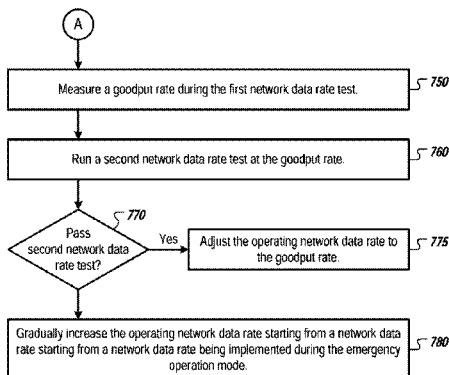 A
Measure a goodput rate during the first network data rate test.
750
Run a second network data rate test at the goodput rate.
760
770
Pass
second network data
rate test?
Yes
Adjust the operating network data rate to
the goodput rate.
775
Gradually increase the operating network data rate starting from a network data
rate starting from a network data rate being implemented during the emergency
operation mode.
780